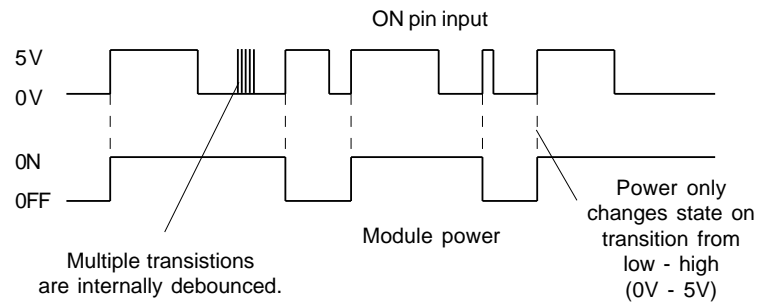 ON pin input
5V
0V
0N
0FF
Module power
Multiple transistions
are internally debounced.
Power only
changes state on
transition from
low - high
(0V - 5V)